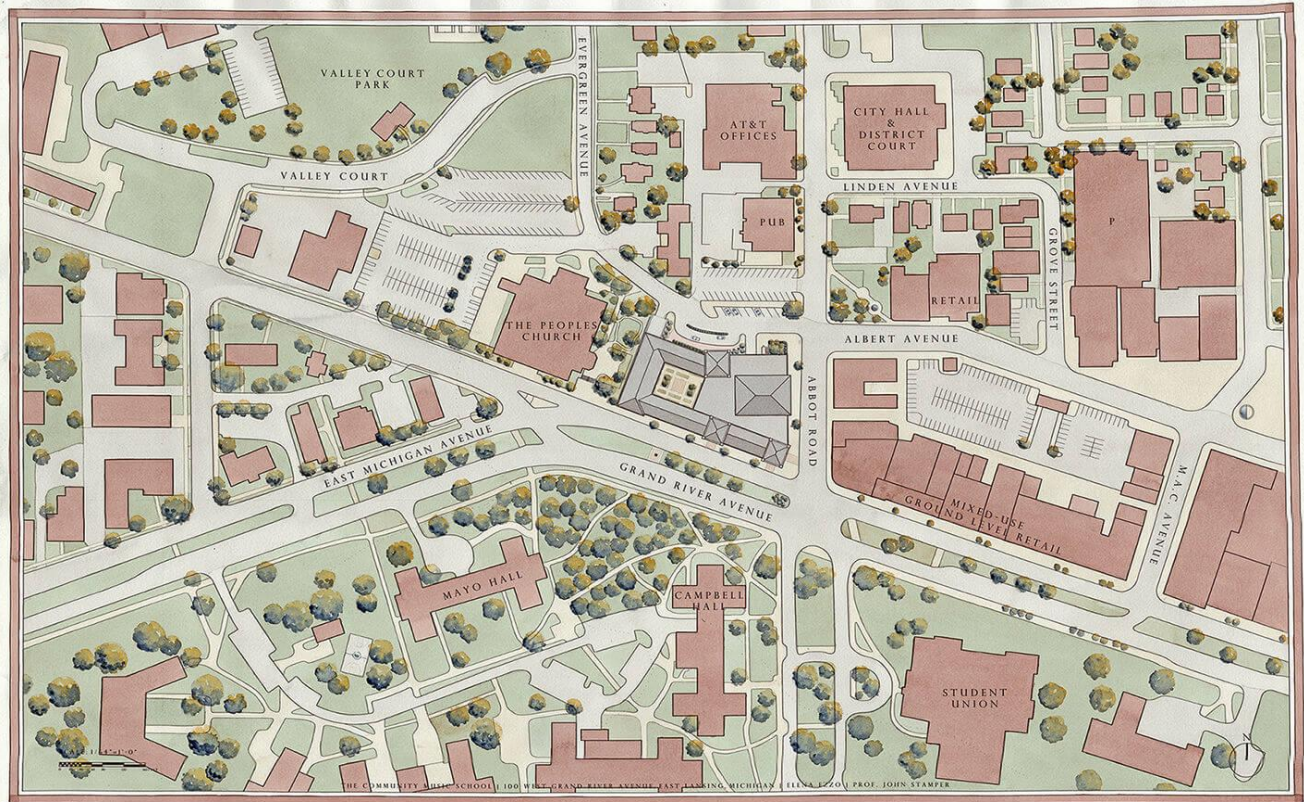 VALLEY COURT
PARK
EVERGREEN AVENUE
AT&T
OFFICES
CITY HALL
&
DISTRICT
COURT
VALLEY COURT
LINDEN AVENUE
PUB
P
GROVE STREET
RETAIL
THE PEOPLES
CHURCH
ALBERT AVENUE
ABBOT ROAD
EAST MICHIGAN AVENUE
GRAND RIVER AVENUE
MIXED-USE
GROUND LEVEL RETAIL
M.A.C. AVENUE
MAYO HALL
CAMPBELL
HALL
STUDENT
UNION
N
THE COMMUNITY MUSIC SCHOOL | 100 WEST GRAND RIVER AVENUE EAST LANSING, MICHIGAN | ELENA EZZO | PROF. JOHN STAMPER